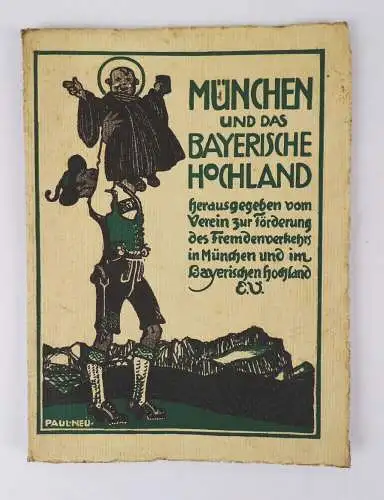 MÜNCHEN
UND DAS
BAYERISCHE
HOCHLAND
Herausgegeben vom
Verein zur Förderung
des Fremdenverkehrs
in München und im
Bayerischen Hochland
E.V.
PAUL·NEU·